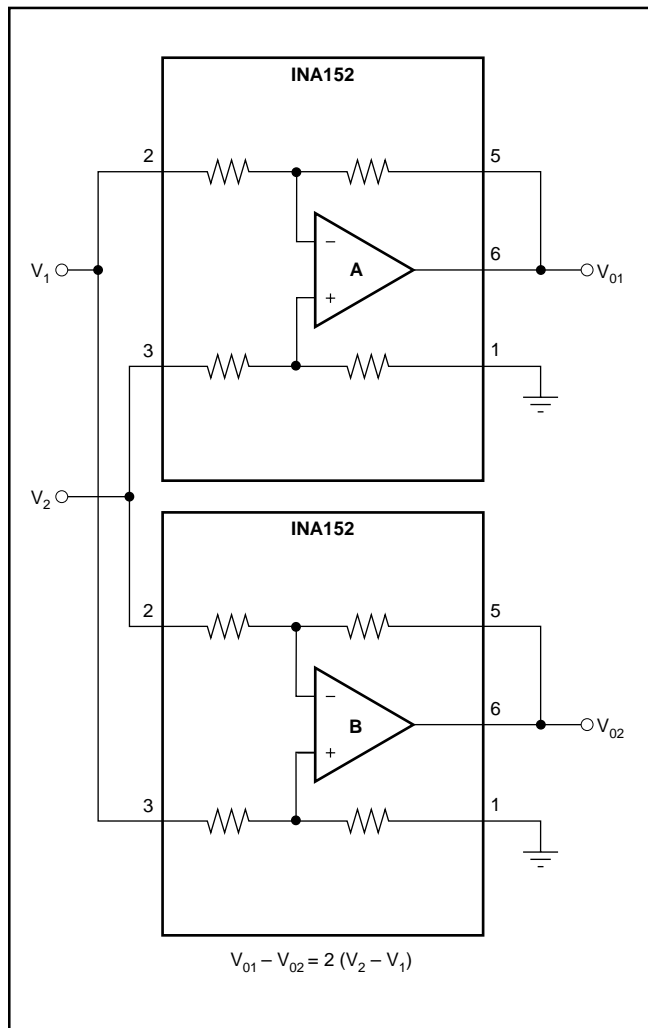 INA152
2
5
−
A
6
V₁
V₀₁
+
3
1
V₂
INA152
2
5
−
6
B
V₀₂
+
3
1
V₀₁ – V₀₂ = 2 (V₂ – V₁)